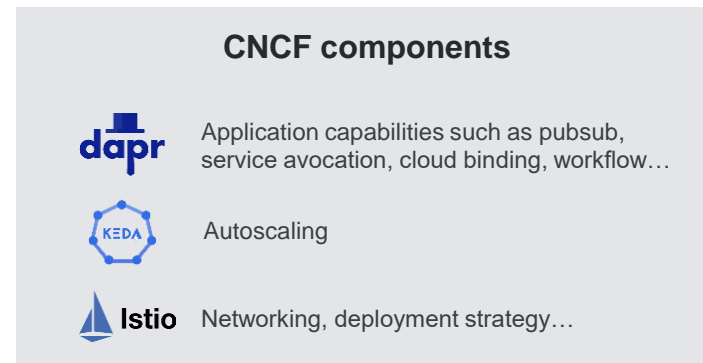 CNCF components
dapr
Application capabilities such as pubsub,
service avocation, cloud binding, workflow…
KEDA
Autoscaling
Istio
Networking, deployment strategy…